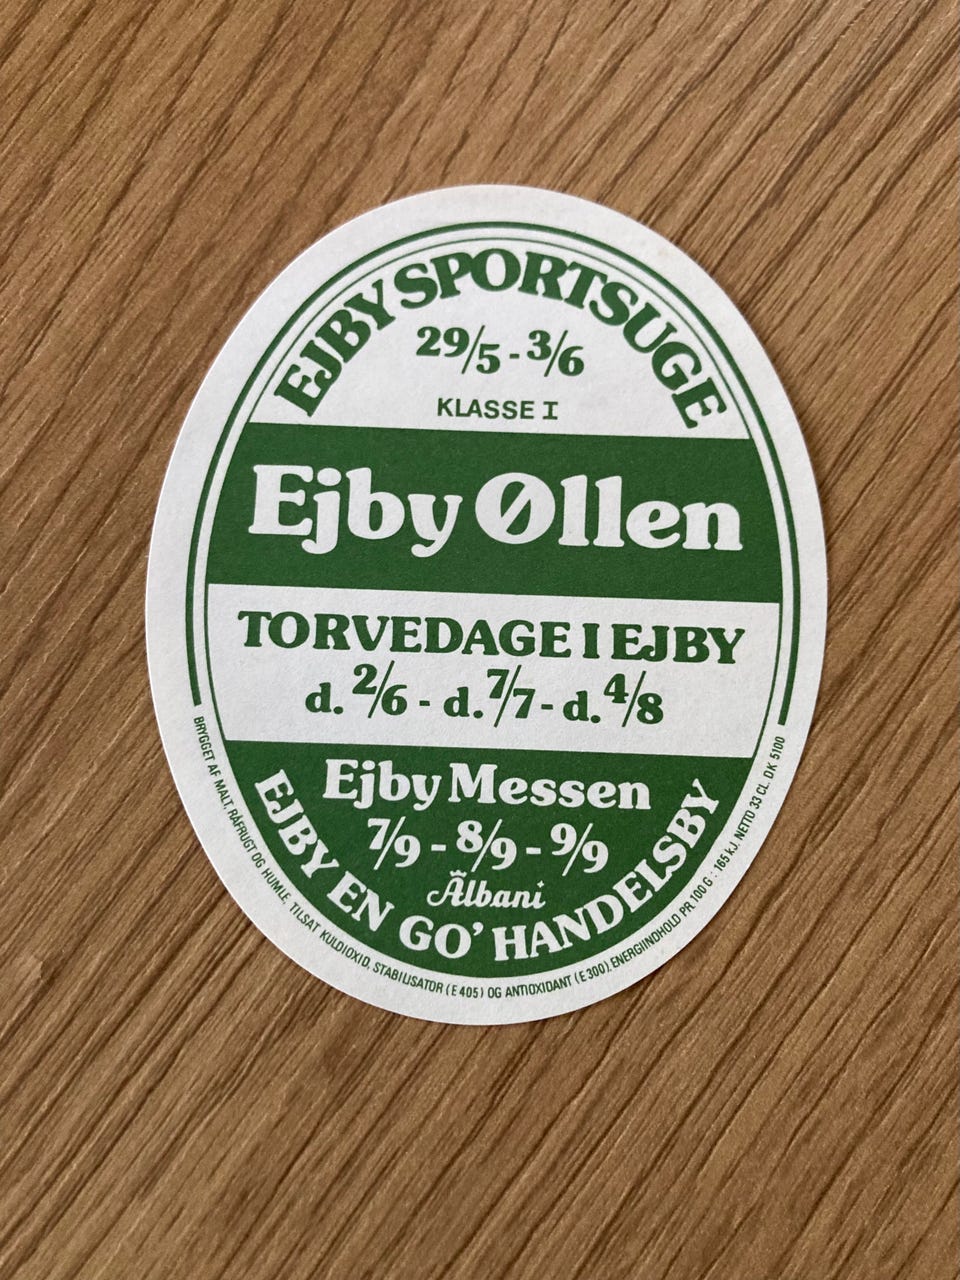 EJBY SPORTSUGE
29/5 - 3/6
KLASSE I
Ejby Øllen
TORVEDAGE I EJBY
d. 2/6 - d. 7/7 - d. 4/8
Ejby Messen
7/9 - 8/9 - 9/9
Albani
EJBY EN GO' HANDELSBY
BRYGGET AF MALT, RÅFRUGT OG HUMLE, TILSAT KULDIOXID, STABILISATOR (E 405) OG ANTIOXIDANT (E 300). ENERGIINDHOLD PR. 100 G : 165 kJ. NETTO 33 CL. DK 5100